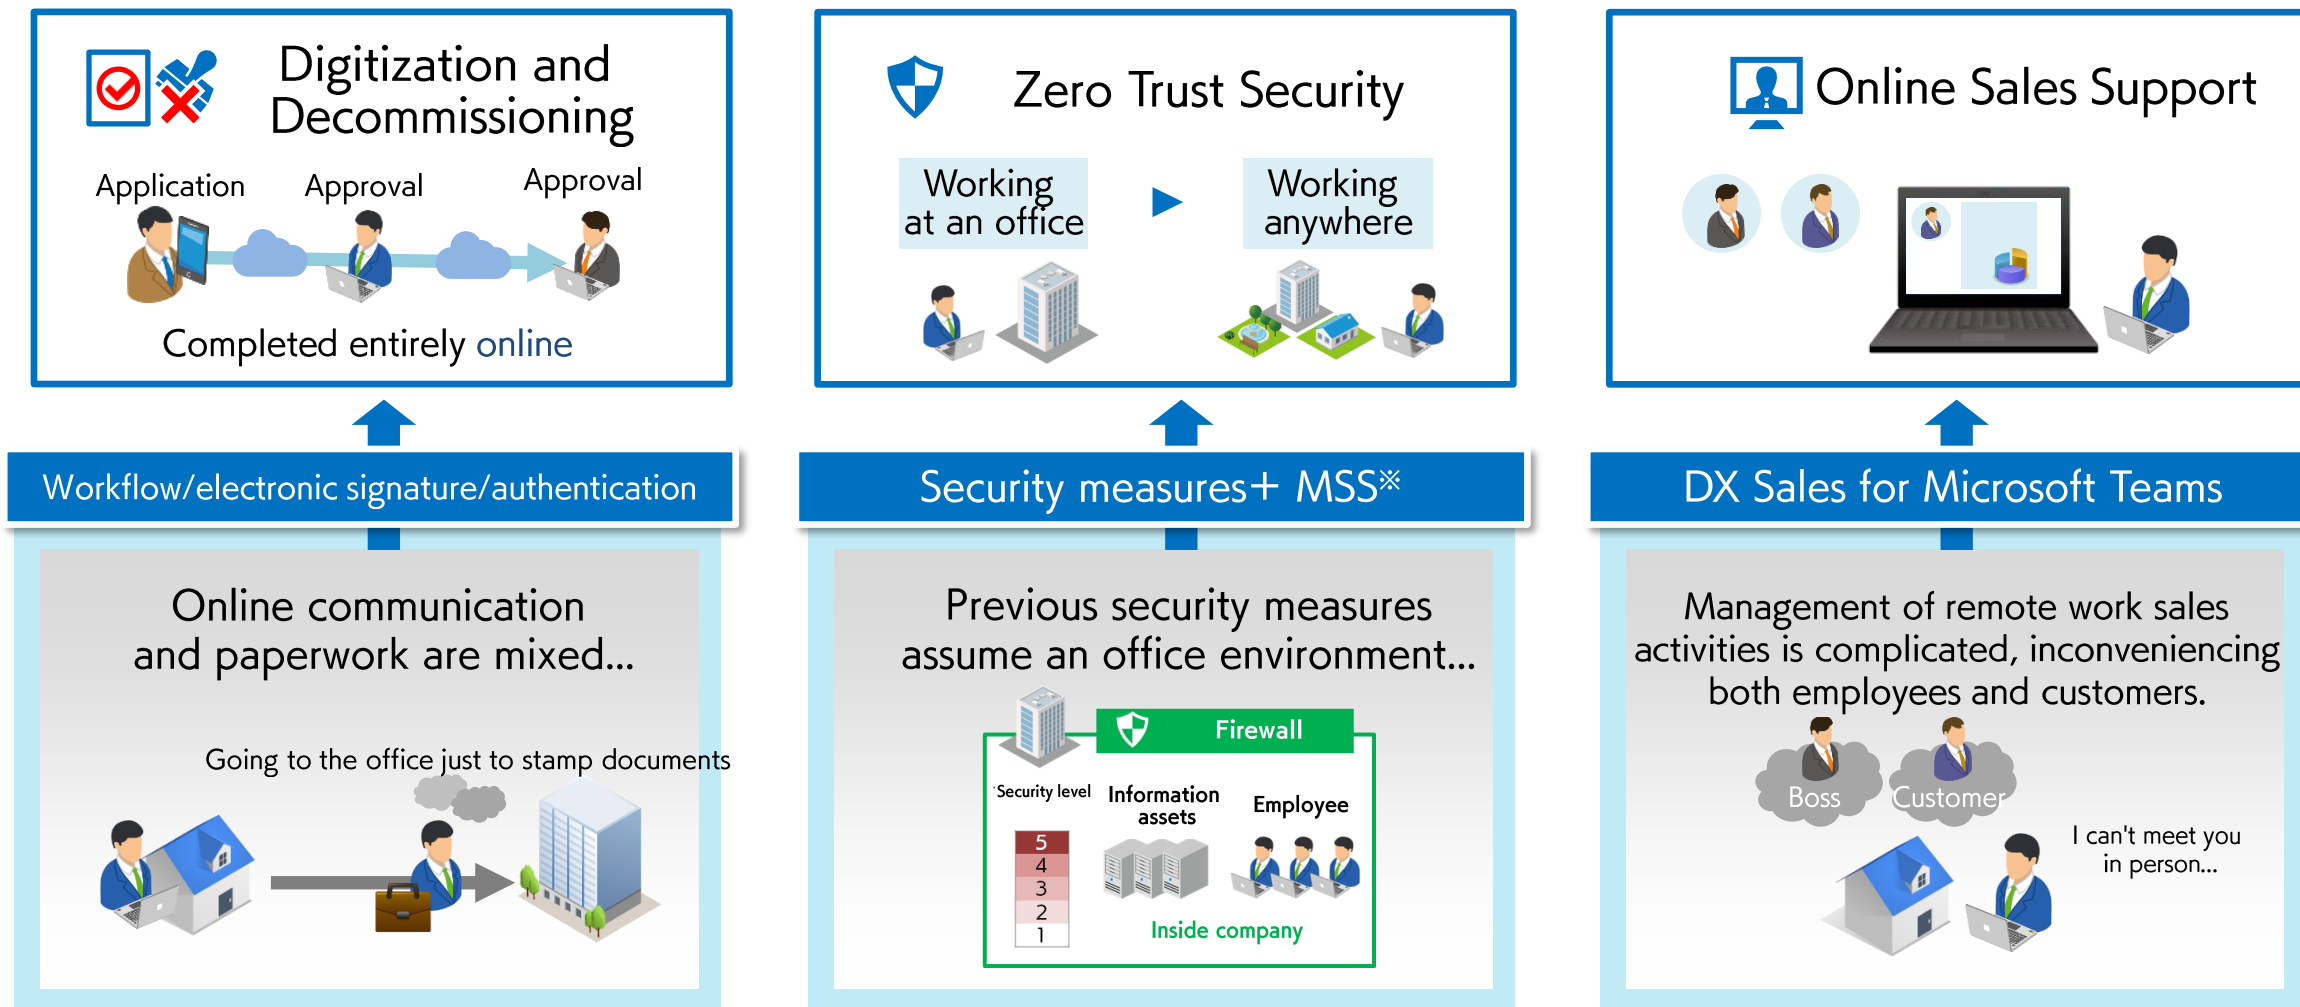 Digitization and
Decommissioning
Application
Approval
Approval
Completed entirely online
Workflow/electronic signature/authentication
Online communication
and paperwork are mixed...
Going to the office just to stamp documents
Zero Trust Security
Working
at an office
Working
anywhere
Security measures+ MSS※
Previous security measures
assume an office environment...
Firewall
Security level
Information
assets
Employee
5
4
3
2
1
Inside company
Online Sales Support
DX Sales for Microsoft Teams
Management of remote work sales
activities is complicated, inconveniencing
both employees and customers.
Boss
Customer
I can't meet you
in person...